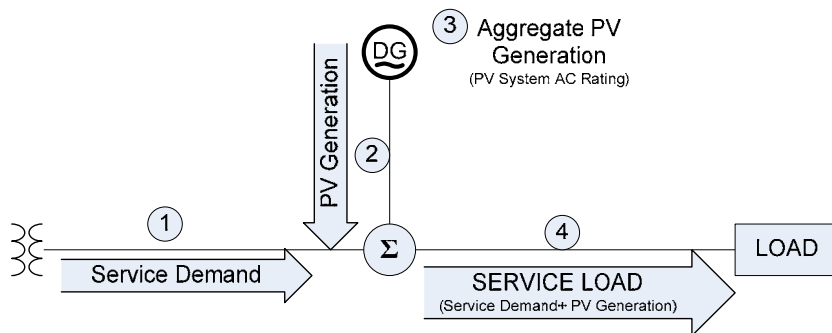 3
Aggregate PV
Generation
(PV System AC Rating)
DG
PV Generation
2
1
4
Σ
LOAD
Service Demand
SERVICE LOAD
(Service Demand+ PV Generation)